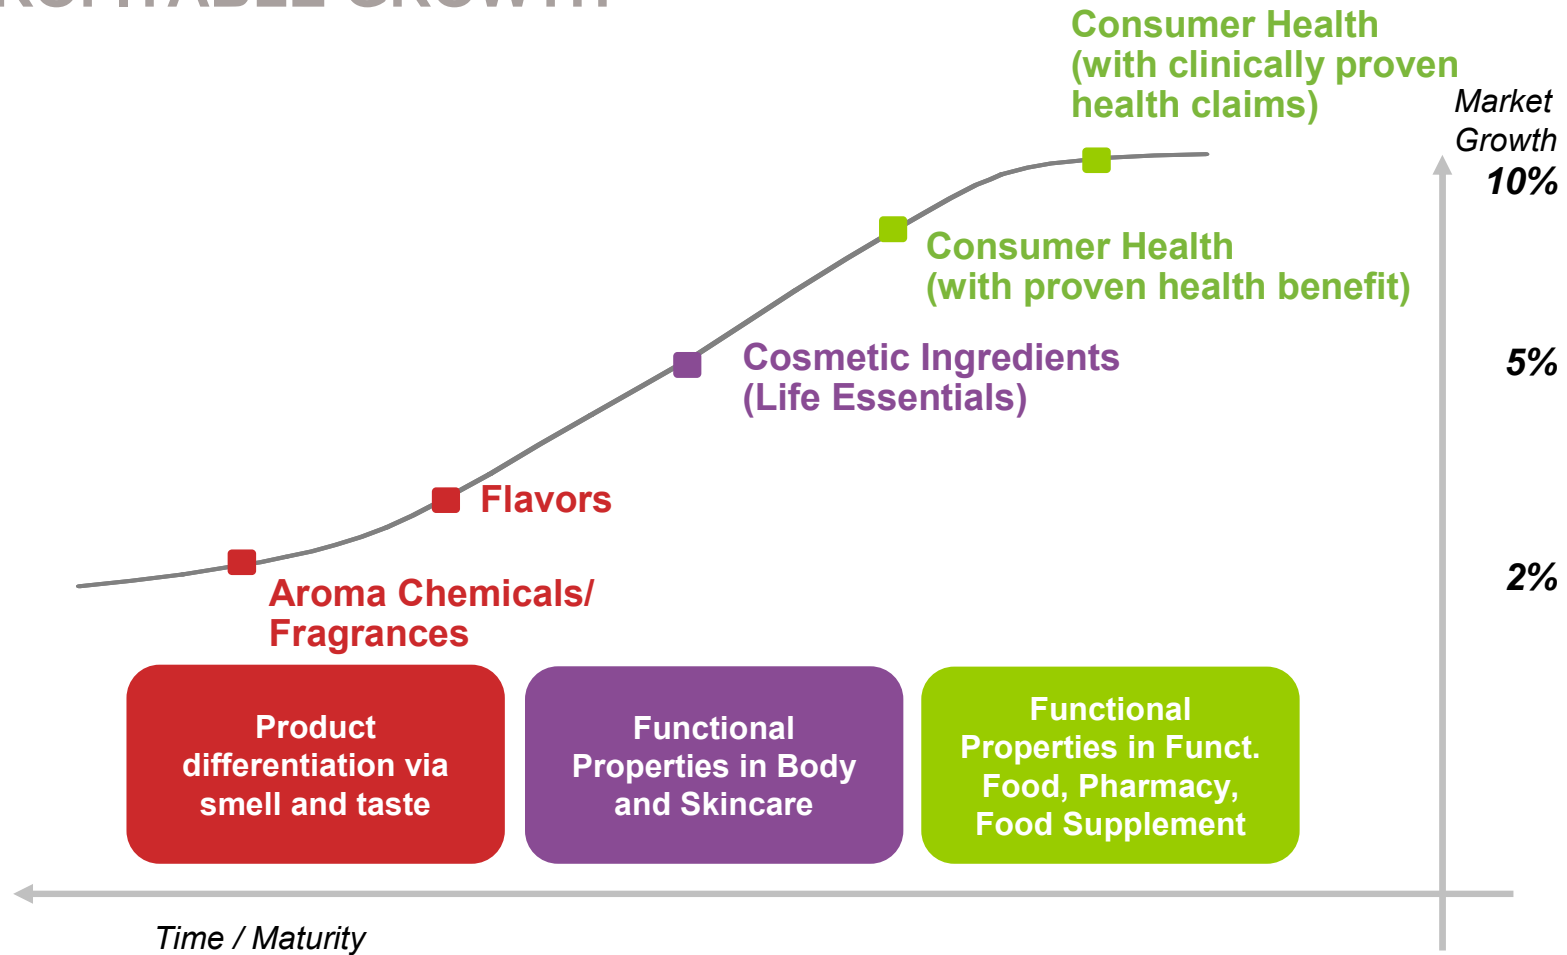 GROWTH
Consumer Health
(with clinically proven
health claims)
Market
Growth
10%
Consumer Health
(with proven health benefit)
5%
Cosmetic Ingredients
(Life Essentials)
Flavors
2%
Aroma Chemicals/
Fragrances
Product
differentiation via
smell and taste
Functional
Properties in Body
and Skincare
Functional
Properties in Funct.
Food, Pharmacy,
Food Supplement
Time / Maturity